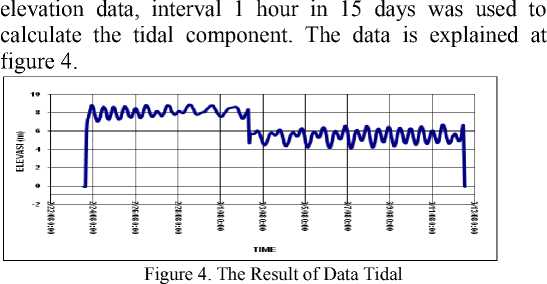 elevation data, interval 1 hour in 15 days was used to
calculate the tidal component. The data is explained at
figure 4.
10
8
6
4
2
0
-2
ELEVASI (m)
TIME
Figure 4. The Result of Data Tidal